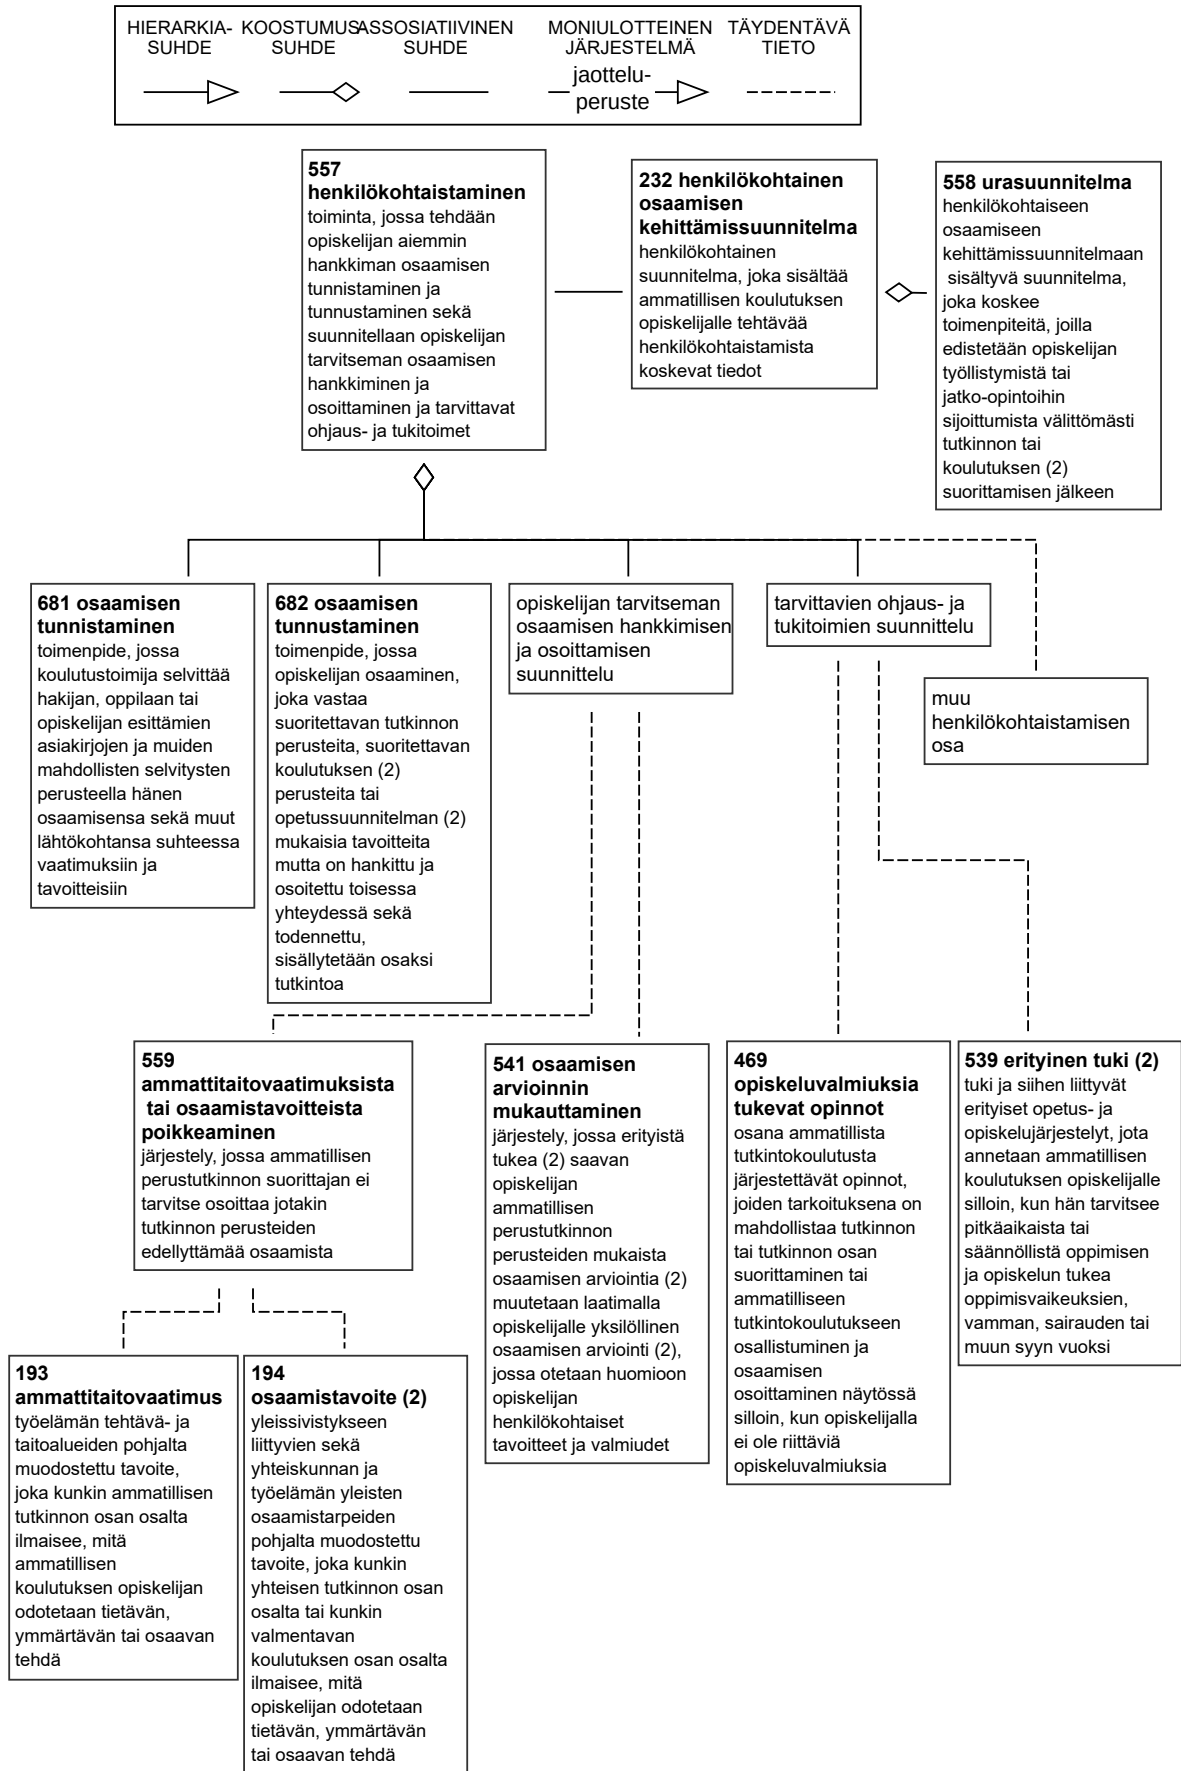 HIERARKIA-
SUHDE
KOOSTUMUS-
SUHDE
ASSOSIATIIVINEN
SUHDE
MONIULOTTEINEN
JÄRJESTELMÄ
jaottelu-
peruste
TÄYDENTÄVÄ
TIETO
557
henkilökohtaistaminen
toiminta, jossa tehdään
opiskelijan aiemmin
hankkiman osaamisen
tunnistaminen ja
tunnustaminen sekä
suunnitellaan opiskelijan
tarvitseman osaamisen
hankkiminen ja
osoittaminen ja tarvittavat
ohjaus- ja tukitoimet
232 henkilökohtainen
osaamisen
kehittämissuunnitelma
henkilökohtainen
suunnitelma, joka sisältää
ammatillisen koulutuksen
opiskelijalle tehtävää
henkilökohtaistamista
koskevat tiedot
558 urasuunnitelma
henkilökohtaiseen
osaamiseen
kehittämissuunnitelmaan
sisältyvä suunnitelma,
joka koskee
toimenpiteitä, joilla
edistetään opiskelijan
työllistymistä tai
jatko-opintoihin
sijoittumista välittömästi
tutkinnon tai
koulutuksen (2)
suorittamisen jälkeen
681 osaamisen
tunnistaminen
toimenpide, jossa
koulutustoimija selvittää
hakijan, oppilaan tai
opiskelijan esittämien
asiakirjojen ja muiden
mahdollisten selvitysten
perusteella hänen
osaamisensa sekä muut
lähtökohtansa suhteessa
vaatimuksiin ja
tavoitteisiin
682 osaamisen
tunnustaminen
toimenpide, jossa
opiskelijan osaaminen,
joka vastaa
suoritettavan tutkinnon
perusteita, suoritettavan
koulutuksen (2)
perusteita tai
opetussuunnitelman (2)
mukaisia tavoitteita
mutta on hankittu ja
osoitettu toisessa
yhteydessä sekä
todennettu,
sisällytetään osaksi
tutkintoa
opiskelijan tarvitseman
osaamisen hankkimisen
ja osoittamisen
suunnittelu
tarvittavien ohjaus- ja
tukitoimien suunnittelu
muu
henkilökohtaistamisen
osa
559
ammattitaitovaatimuksista
tai osaamistavoitteista
poikkeaminen
järjestely, jossa ammatillisen
perustutkinnon suorittajan ei
tarvitse osoittaa jotakin
tutkinnon perusteiden
edellyttämää osaamista
541 osaamisen
arvioinnin
mukauttaminen
järjestely, jossa erityistä
tukea (2) saavan
opiskelijan
ammatillisen
perustutkinnon
perusteiden mukaista
osaamisen arviointia (2)
muutetaan laatimalla
opiskelijalle yksilöllinen
osaamisen arviointi (2),
jossa otetaan huomioon
opiskelijan
henkilökohtaiset
tavoitteet ja valmiudet
469
opiskeluvalmiuksia
tukevat opinnot
osana ammatillista
tutkintokoulutusta
järjestettävät opinnot,
joiden tarkoituksena on
mahdollistaa tutkinnon
tai tutkinnon osan
suorittaminen tai
ammatilliseen
tutkintokoulutukseen
osallistuminen ja
osaamisen
osoittaminen näytössä
silloin, kun opiskelijalla
ei ole riittäviä
opiskeluvalmiuksia
539 erityinen tuki (2)
tuki ja siihen liittyvät
erityiset opetus- ja
opiskelujärjestelyt, jota
annetaan ammatillisen
koulutuksen opiskelijalle
silloin, kun hän tarvitsee
pitkäaikaista tai
säännöllistä oppimisen
ja opiskelun tukea
oppimisvaikeuksien,
vamman, sairauden tai
muun syyn vuoksi
193
ammattitaitovaatimus
työelämän tehtävä- ja
taitoalueiden pohjalta
muodostettu tavoite,
joka kunkin ammatillisen
tutkinnon osan osalta
ilmaisee, mitä
ammatillisen
koulutuksen opiskelijan
odotetaan tietävän,
ymmärtävän tai osaavan
tehdä
194
osaamistavoite (2)
yleissivistykseen
liittyvien sekä
yhteiskunnan ja
työelämän yleisten
osaamistarpeiden
pohjalta muodostettu
tavoite, joka kunkin
yhteisen tutkinnon osan
osalta tai kunkin
valmentavan
koulutuksen osan osalta
ilmaisee, mitä
opiskelijan odotetaan
tietävän, ymmärtävän
tai osaavan tehdä